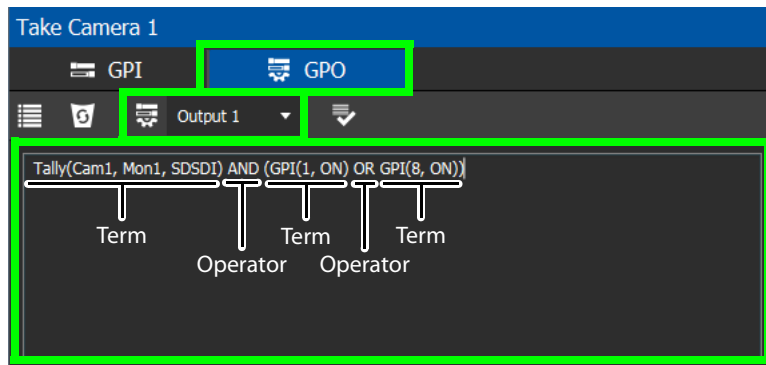 Take Camera 1
GPI GPO
Output 1
Tally(Cam1, Mon1, SDSDI) AND (GPI(1, ON) OR GPI(8, ON))
Term Term Term
Operator Operator